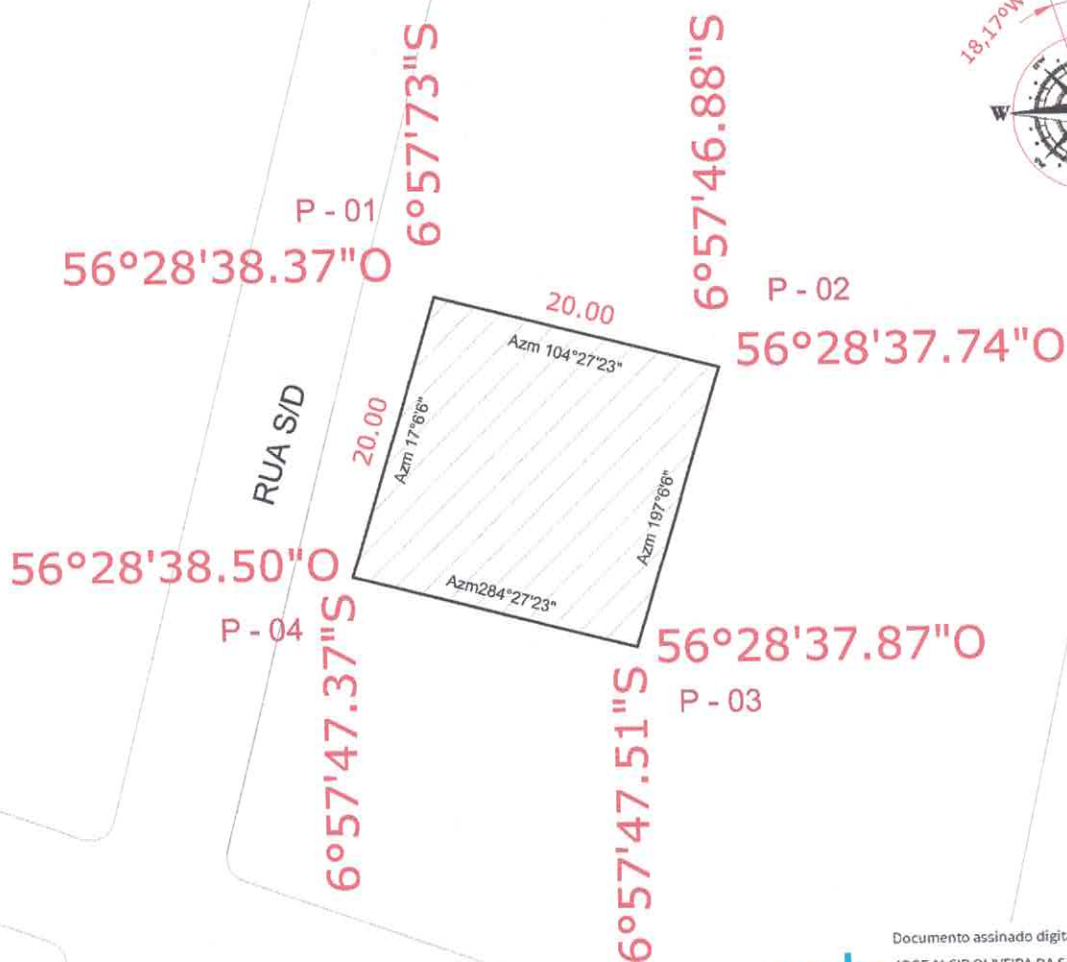 18,17°W
W
6°57'73"S
6°57'46.88"S
P - 01
56°28'38.37"O
P - 02
56°28'37.74"O
20.00
Azm 104°27'23"
RUA S/D
20.00
Azm 17°6'6"
Azm 197°6'6"
56°28'38.50"O
Azm284°27'23"
P - 04
6°57'47.37"S
56°28'37.87"O
P - 03
6°57'47.51"S
Documento assinado digit